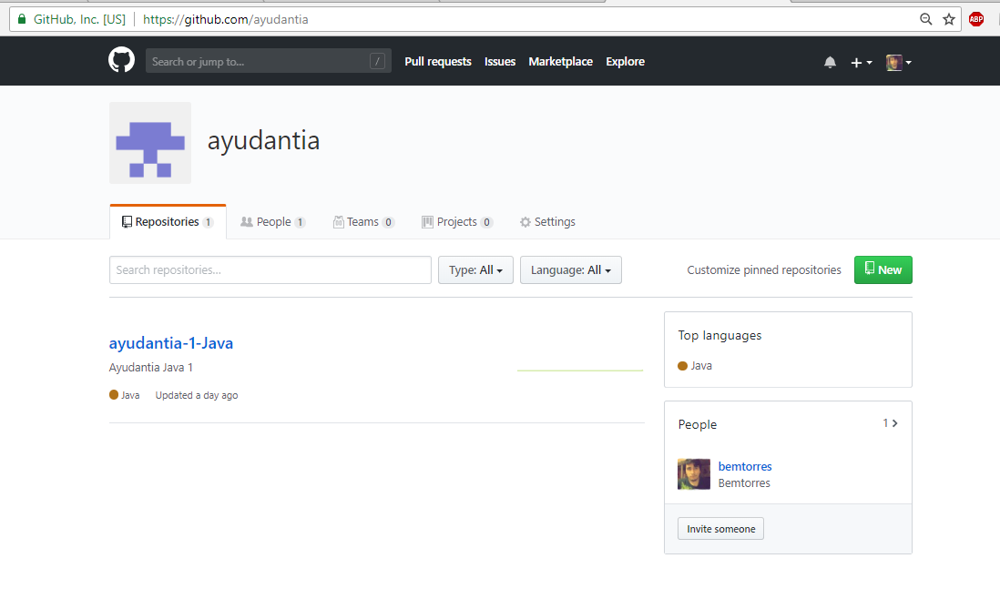 GitHub, Inc. [US] https://github.com/ayudantia
ABP
Search or jump to... / Pull requests Issues Marketplace Explore
ayudantia
Repositories 1 People 1 Teams 0 Projects 0 Settings
Search repositories... Type: All Language: All Customize pinned repositories New
ayudantia-1-Java
Ayudantia Java 1
Java Updated a day ago
Top languages
Java
People 1
bemtorres
Bemtorres
Invite someone